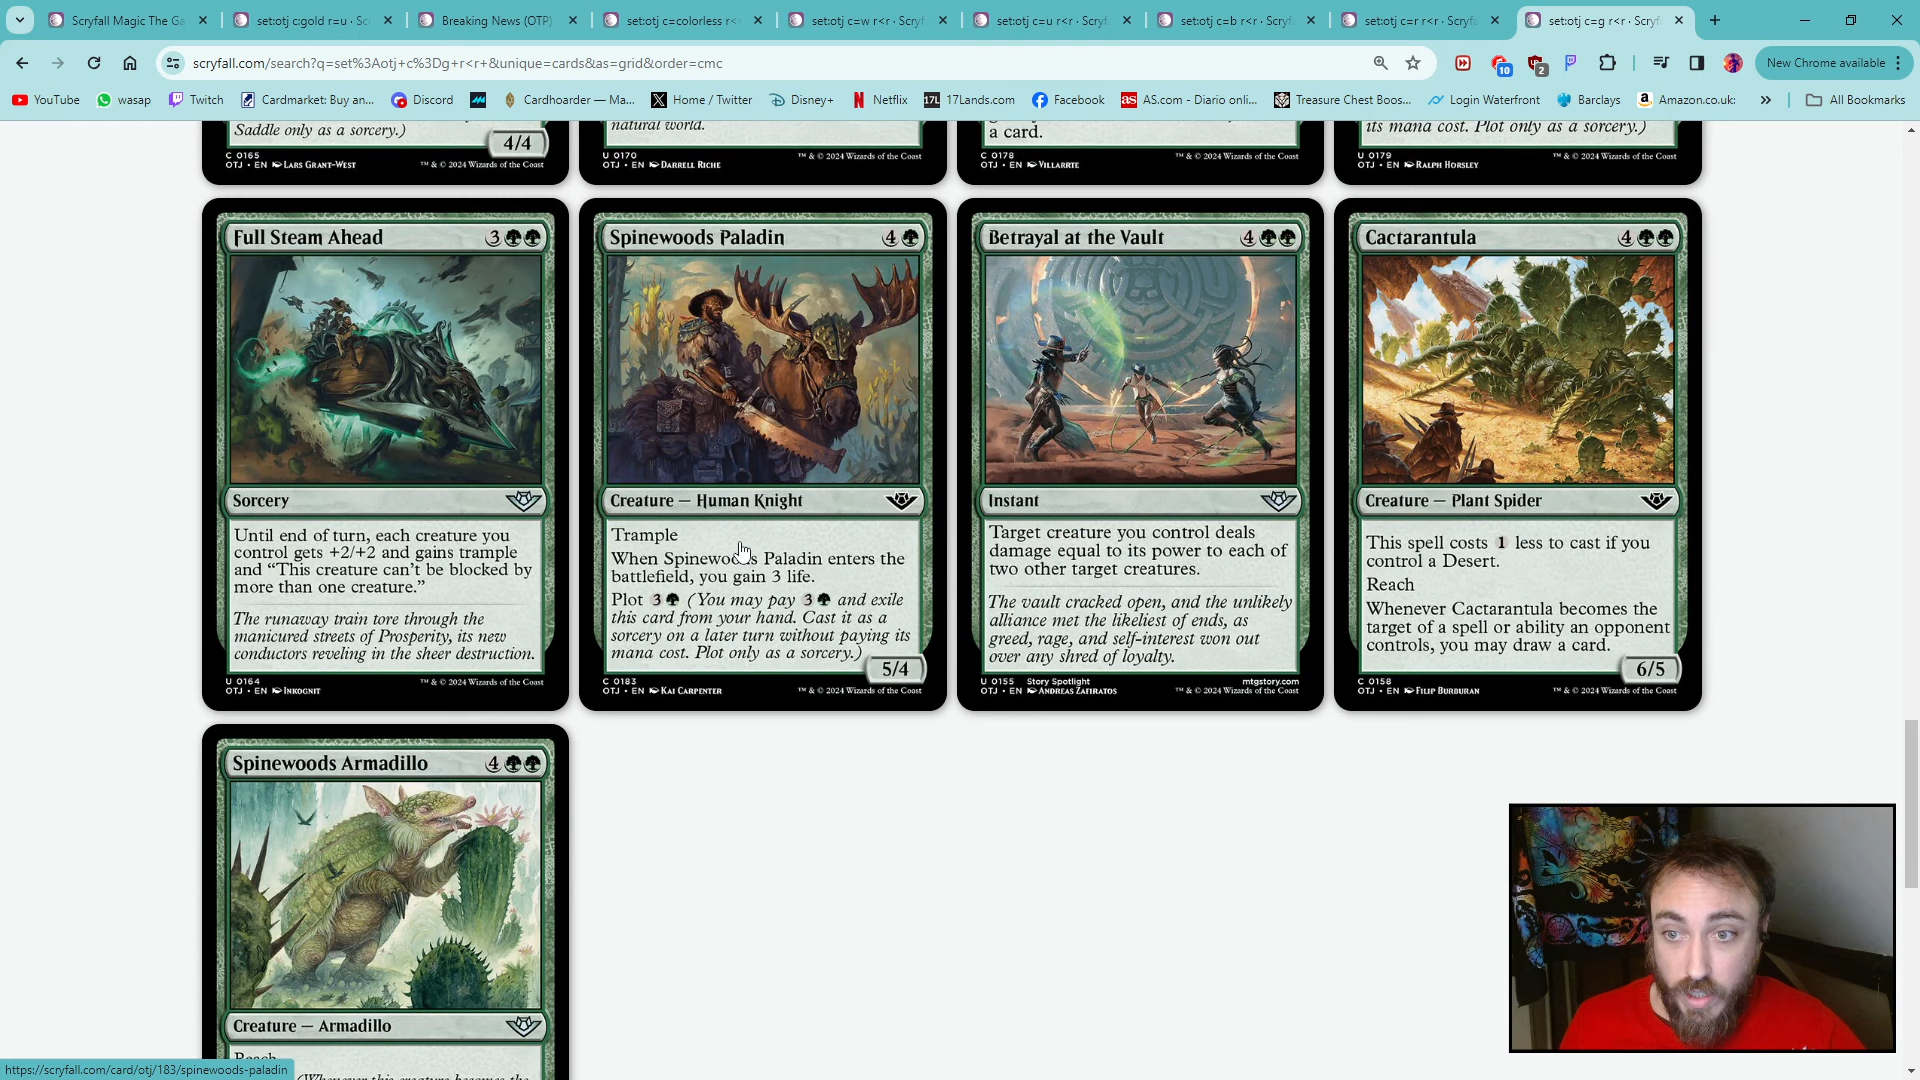 Scryfall Magic The Ga
set:otj c:gold r=u · Sc
Breaking News (OTP)
set:otj c=colorless r<
set:otj c=w r<r · Scryf
set:otj c=u r<r · Scryf
set:otj c=b r<r · Scryf
set:otj c=r r<r · Scryfa
set:otj c=g r<r · Scryf
scryfall.com/search?q=set%3Aotj+c%3Dg+r<r+&unique=cards&as=grid&order=cmc
10
2
New Chrome available
YouTube
wasap
Twitch
Cardmarket: Buy an...
Discord
Cardhoarder — Ma...
Home / Twitter
Disney+
Netflix
17L 17Lands.com
Facebook
as AS.com - Diario onli...
Treasure Chest Boos...
Login Waterfront
Barclays
Amazon.co.uk:
All Bookmarks
Saddle only as a sorcery.)
4/4
C 0165
OTJ • EN Lars Grant-West
™ & © 2024 Wizards of the Coast
natural world.
U 0170
OTJ • EN Darrell Riche
™ & © 2024 Wizards of the Coast
a card.
C 0178
OTJ • EN Villarrte
™ & © 2024 Wizards of the Coast
its mana cost. Plot only as a sorcery.)
U 0179
OTJ • EN Ralph Horsley
™ & © 2024 Wizards of the Coast
Full Steam Ahead 3
Sorcery
Until end of turn, each creature you
control gets +2/+2 and gains trample
and “This creature can’t be blocked by
more than one creature.”
The runaway train tore through the
manicured streets of Prosperity, its new
conductors reveling in the sheer destruction.
U 0164
OTJ • EN Inkognit
™ & © 2024 Wizards of the Coast
Spinewoods Paladin 4
Creature — Human Knight
Trample
When Spinewoods Paladin enters the
battlefield, you gain 3 life.
Plot 3 (You may pay 3 and exile
this card from your hand. Cast it as a
sorcery on a later turn without paying its
mana cost. Plot only as a sorcery.)
5/4
C 0183
OTJ • EN Kai Carpenter
™ & © 2024 Wizards of the Coast
Betrayal at the Vault 4
Instant
Target creature you control deals
damage equal to its power to each of
two other target creatures.
The vault cracked open, and the unlikely
alliance met the likeliest of ends, as
greed, rage, and self-interest won out
over any shred of loyalty.
U 0155 Story Spotlight
mtgstory.com
OTJ • EN Andreas Zafiratos
™ & © 2024 Wizards of the Coast
Cactarantula 4
Creature — Plant Spider
This spell costs 1 less to cast if you
control a Desert.
Reach
Whenever Cactarantula becomes the
target of a spell or ability an opponent
controls, you may draw a card.
6/5
C 0158
OTJ • EN Filip Burburan
™ & © 2024 Wizards of the Coast
Spinewoods Armadillo 4
Creature — Armadillo
Reach
(Whenever this creature becomes the
https://scryfall.com/card/otj/183/spinewoods-paladin